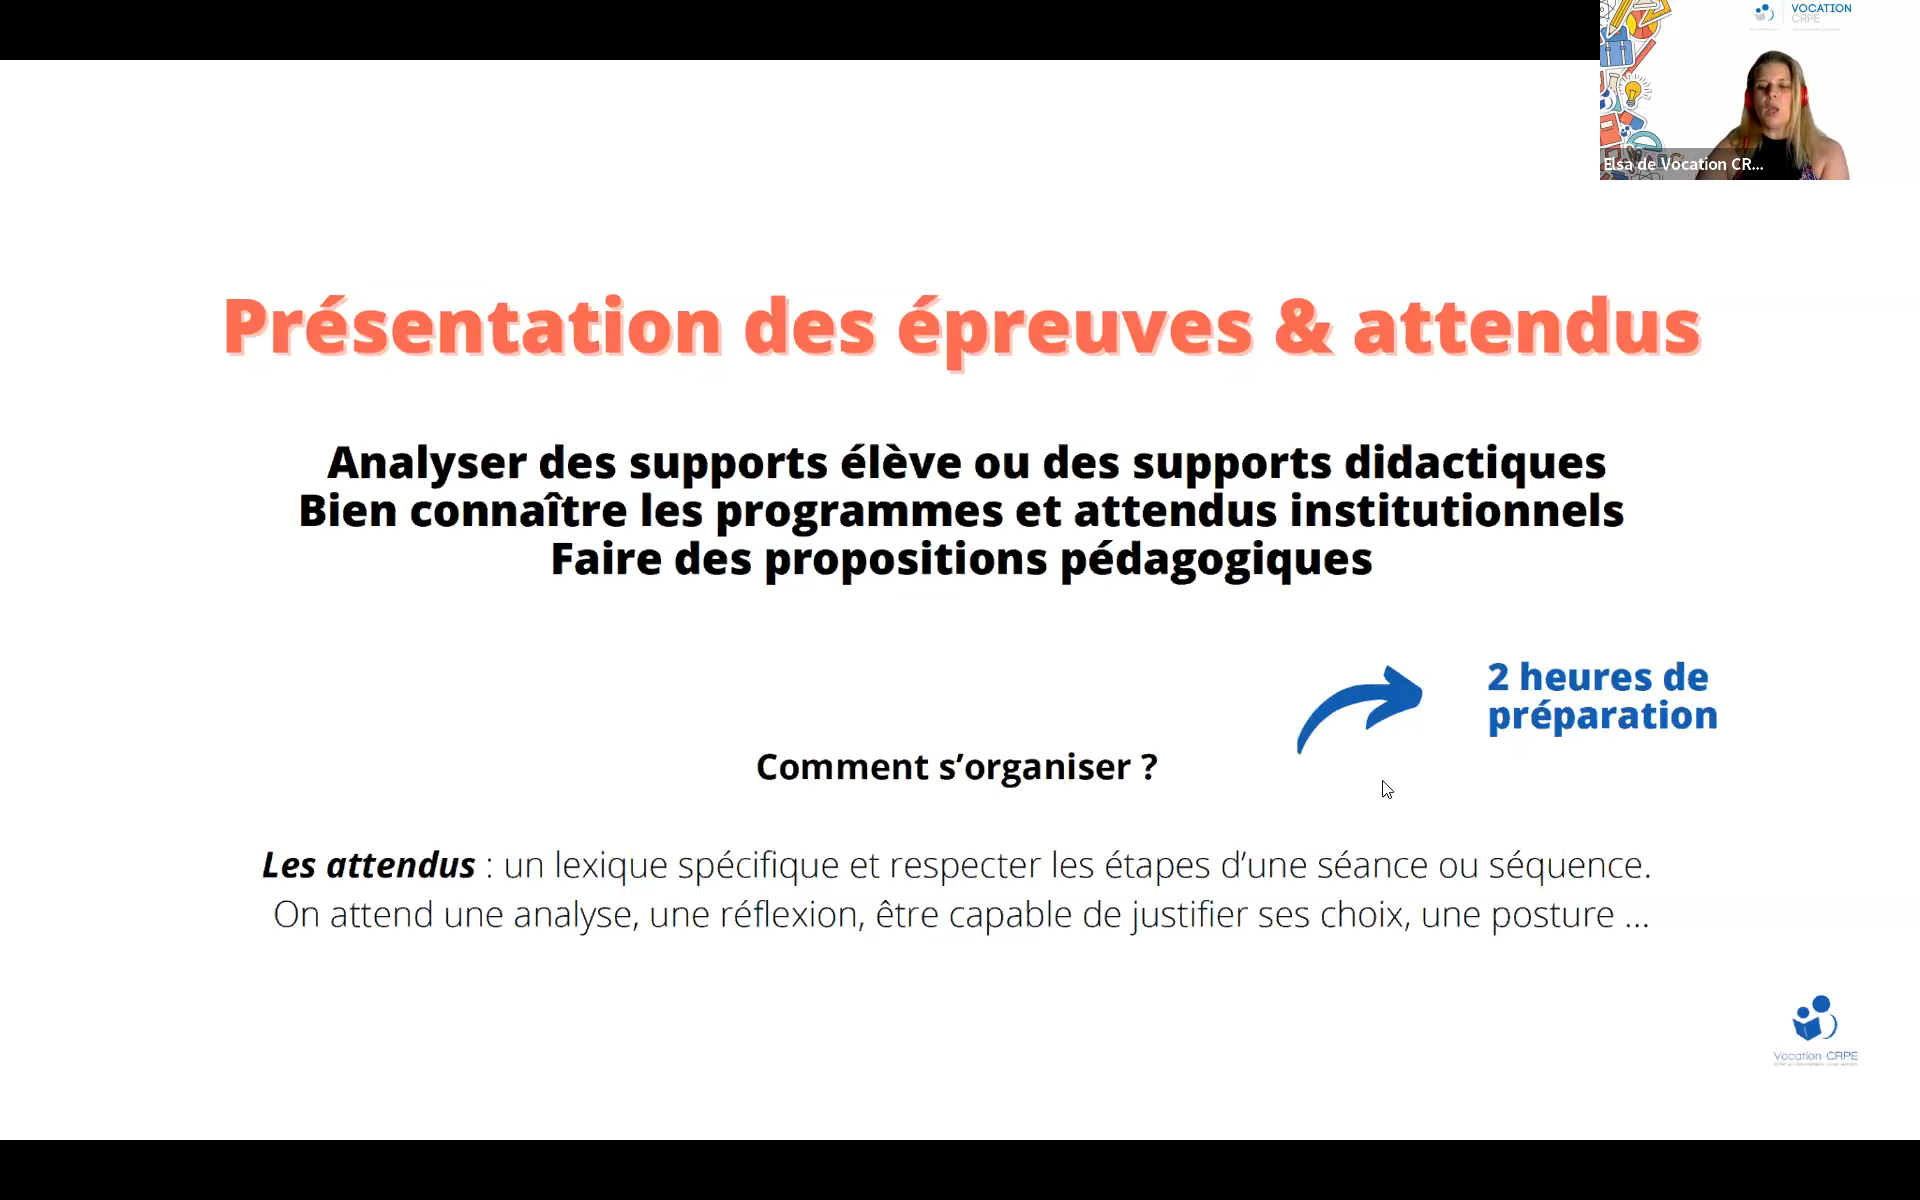 VOCATION
CRPE
Elsa de Vocation CR...
Présentation des épreuves & attendus
Analyser des supports élève ou des supports didactiques
Bien connaître les programmes et attendus institutionnels
Faire des propositions pédagogiques
2 heures de
préparation
Comment s’organiser ?
Les attendus : un lexique spécifique et respecter les étapes d’une séance ou séquence.
On attend une analyse, une réflexion, être capable de justifier ses choix, une posture ...
Vocation CRPE